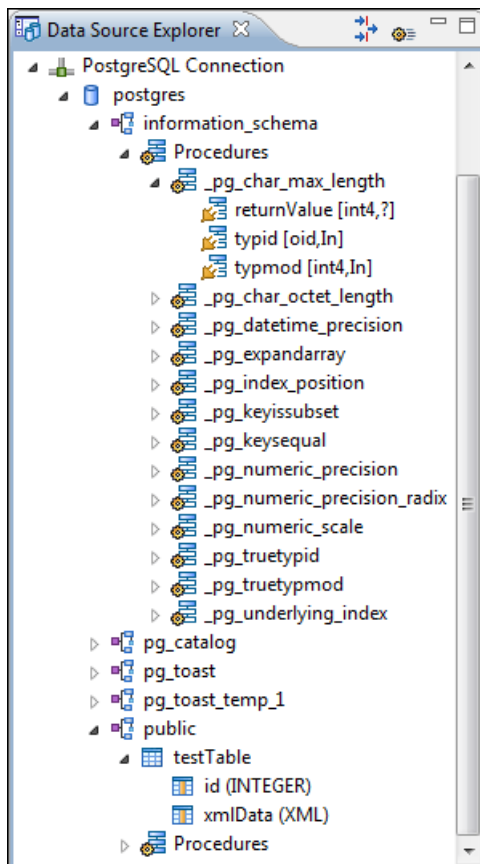 Data Source Explorer
PostgreSQL Connection
postgres
information_schema
Procedures
_pg_char_max_length
returnValue [int4,?]
typid [oid,In]
typmod [int4,In]
_pg_char_octet_length
_pg_datetime_precision
_pg_expandarray
_pg_index_position
_pg_keyissubset
_pg_keysequal
_pg_numeric_precision
_pg_numeric_precision_radix
_pg_numeric_scale
_pg_truetypid
_pg_truetypmod
_pg_underlying_index
pg_catalog
pg_toast
pg_toast_temp_1
public
testTable
id (INTEGER)
xmlData (XML)
Procedures